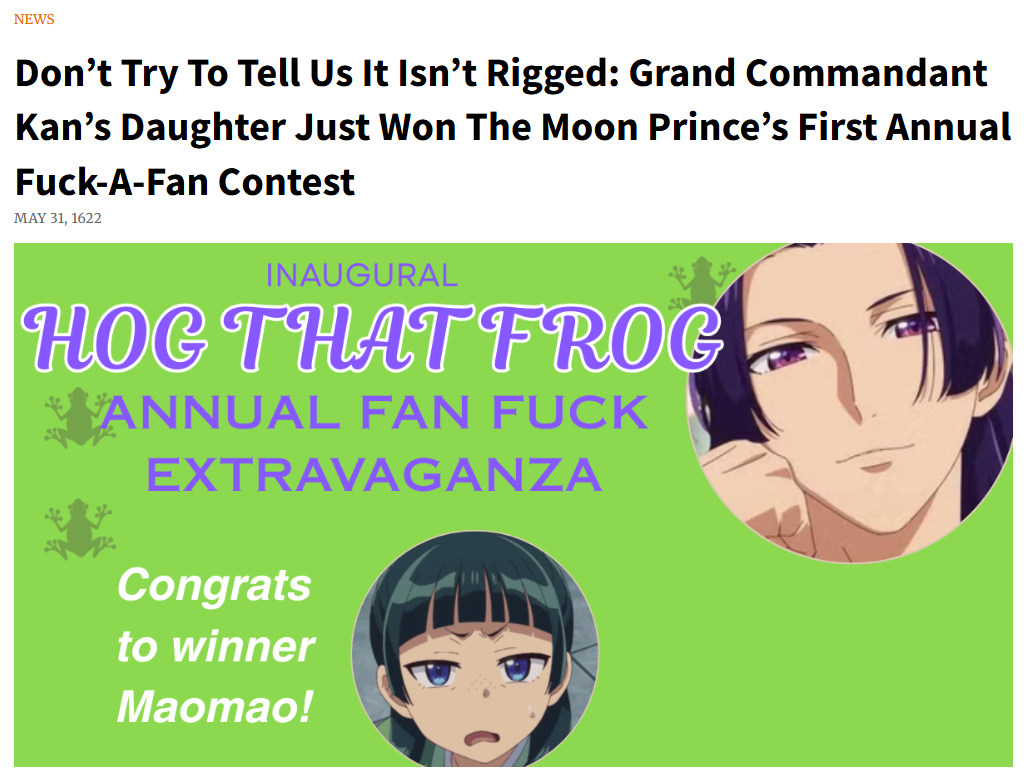 NEWS
Don’t Try To Tell Us It Isn’t Rigged: Grand Commandant
Kan’s Daughter Just Won The Moon Prince’s First Annual
Fuck-A-Fan Contest
MAY 31, 1622
INAUGURAL
HOG THAT FROG
ANNUAL FAN FUCK
EXTRAVAGANZA
Congrats
to winner
Maomao!